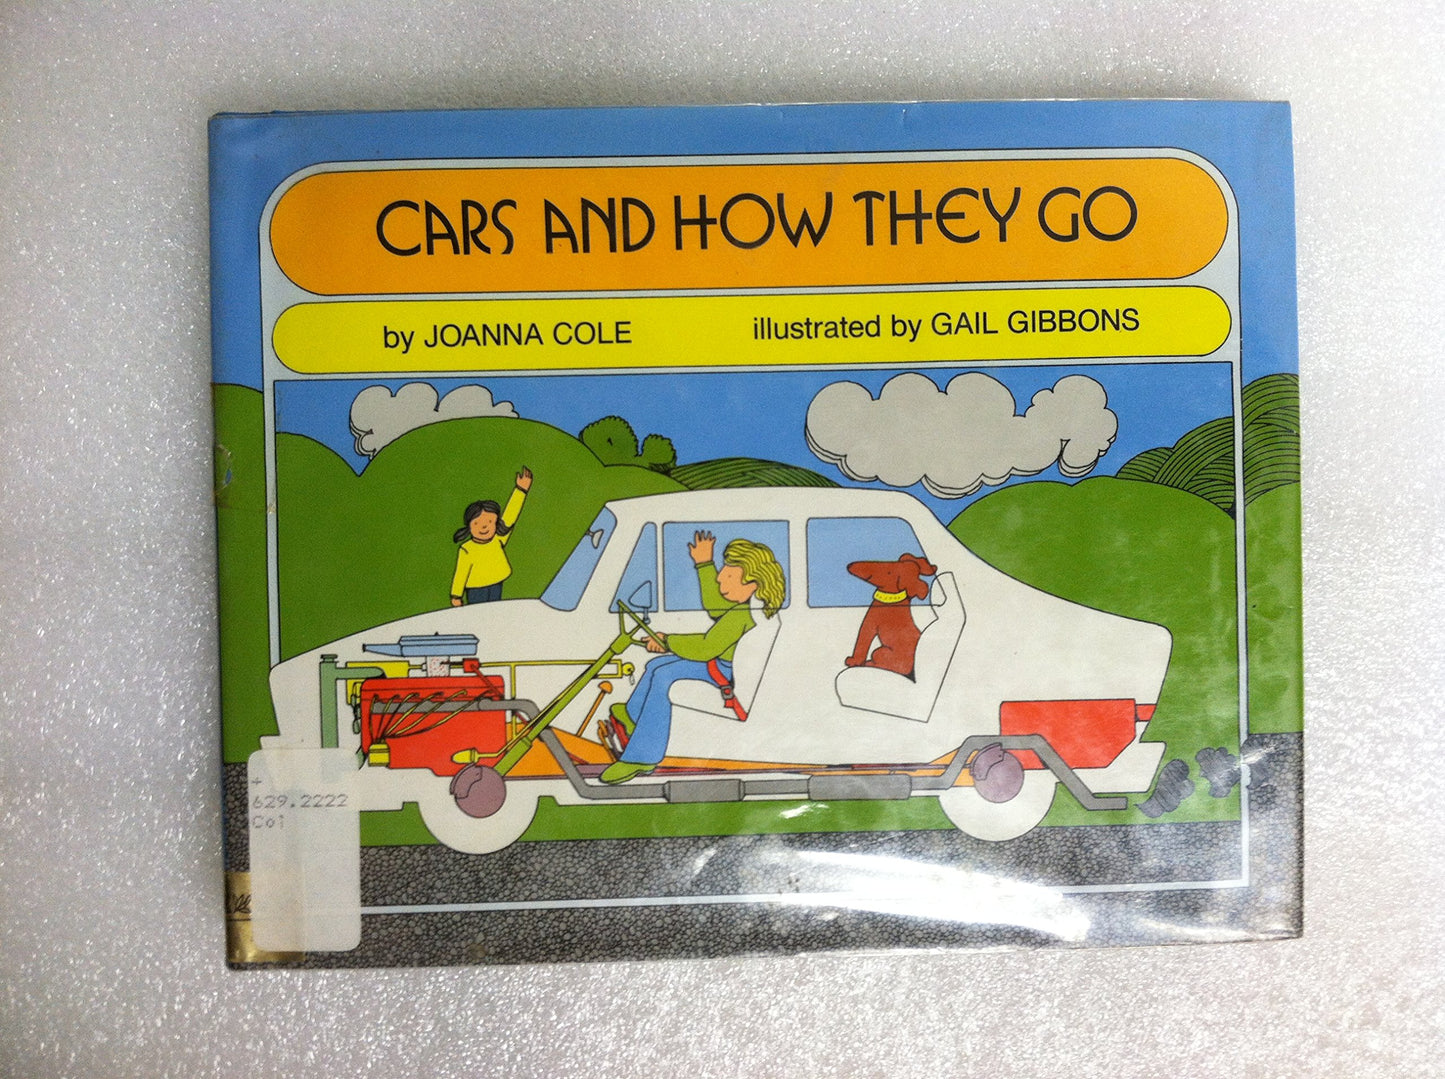 CARS AND HOW THEY GO
by JOANNA COLE illustrated by GAIL GIBBONS
+
629.2222
Col